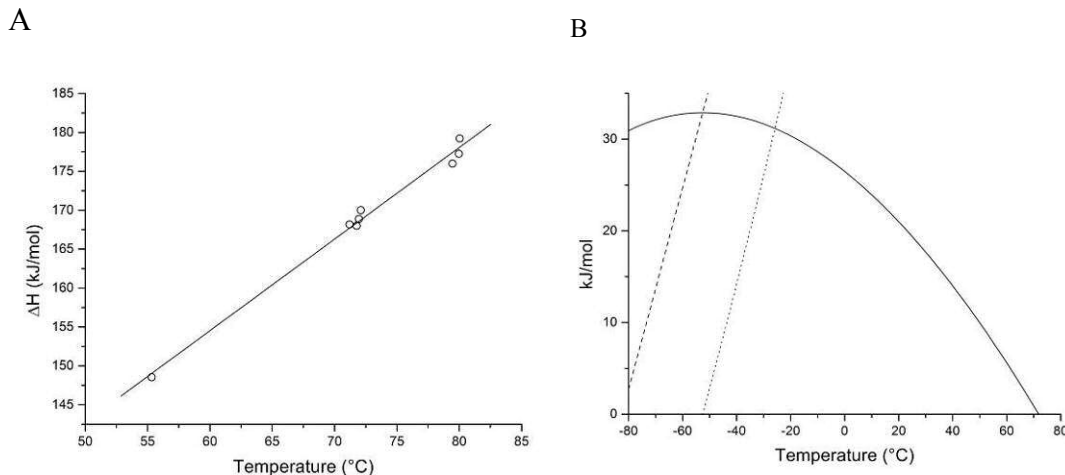 A
B
185
180
175
170
165
160
155
150
145
ΔH (kJ/mol)
50 55 60 65 70 75 80 85
Temperature (°C)
30
20
10
0
kJ/mol
-80 -60 -40 -20 0 20 40 60 80
Temperature (°C)